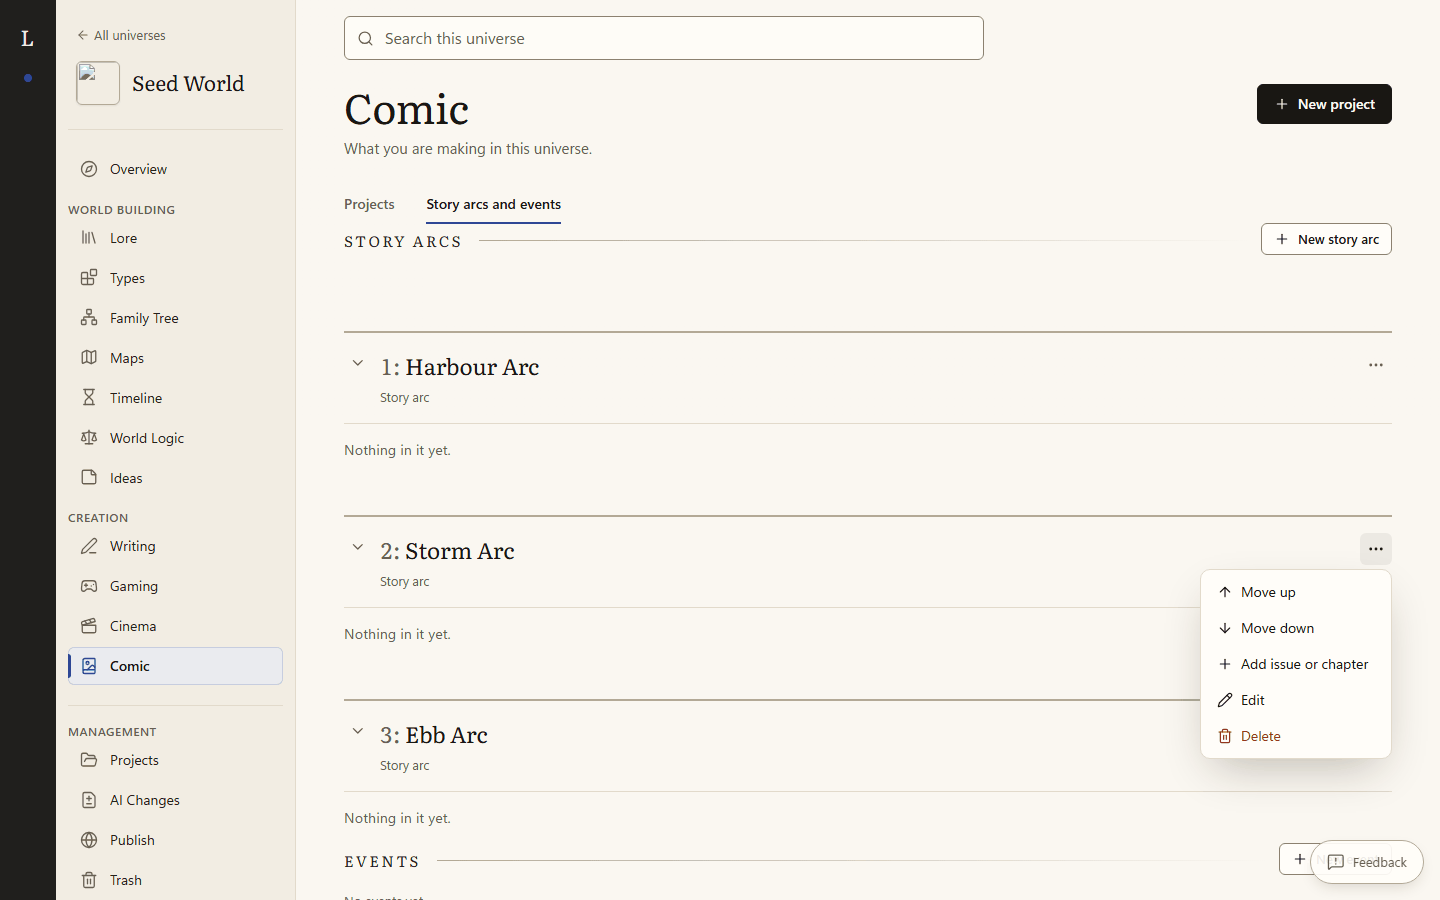 L
All universes
Seed World
Overview
WORLD BUILDING
Lore
Types
Family Tree
Maps
Timeline
World Logic
Ideas
CREATION
Writing
Gaming
Cinema
Comic
MANAGEMENT
Projects
AI Changes
Publish
Trash
Search this universe
Comic
New project
What you are making in this universe.
Projects
Story arcs and events
STORY ARCS
New story arc
1: Harbour Arc
Story arc
Nothing in it yet.
2: Storm Arc
Story arc
Nothing in it yet.
Move up
Move down
Add issue or chapter
Edit
Delete
3: Ebb Arc
Story arc
Nothing in it yet.
EVENTS
Feedback